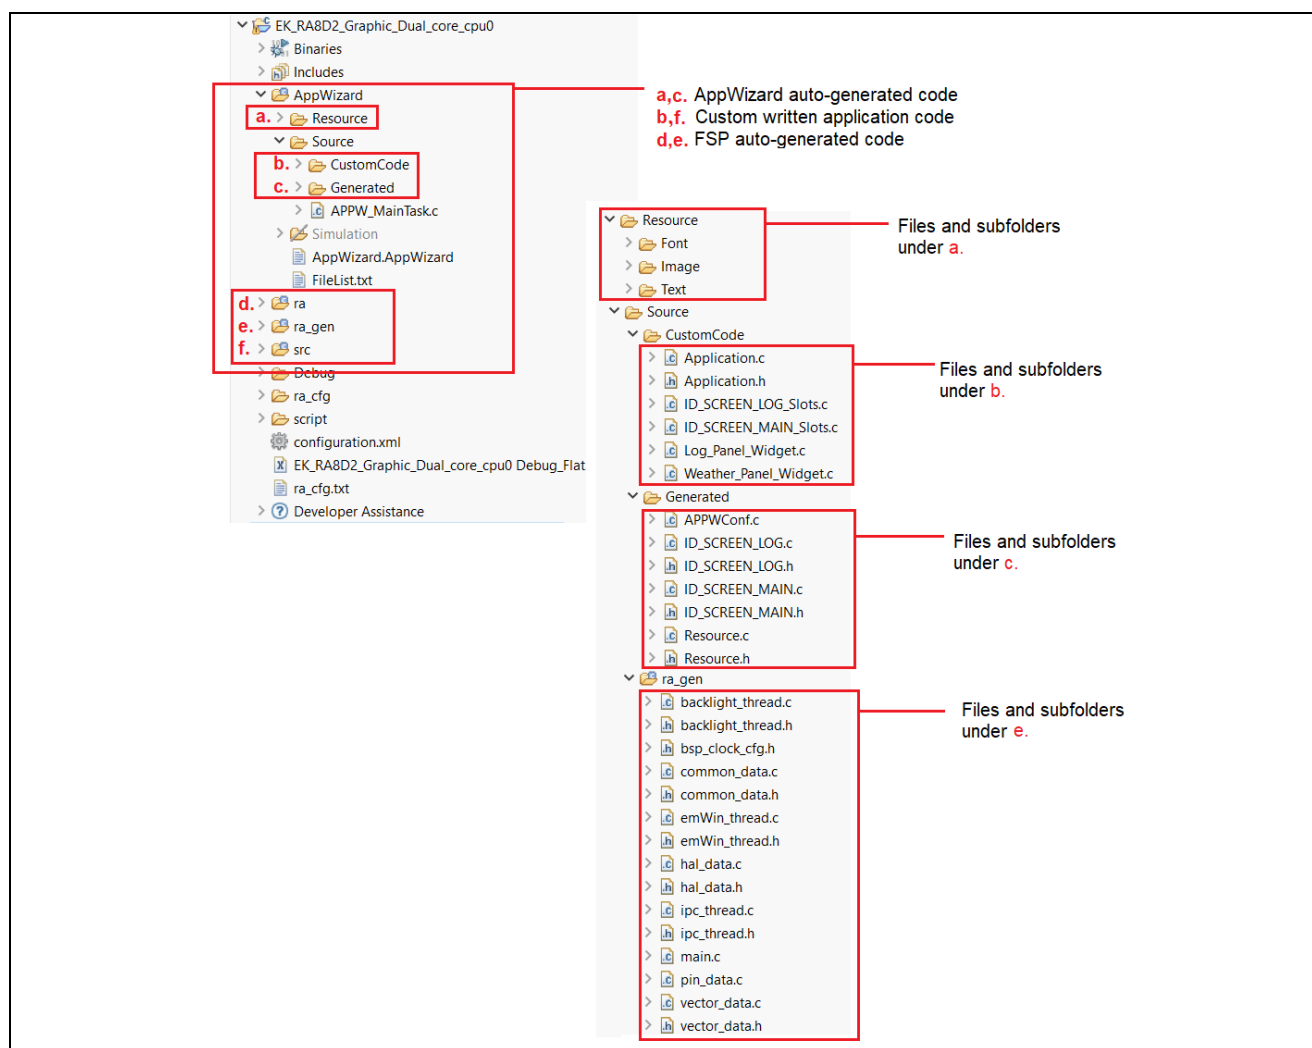 EK_RA8D2_Graphic_Dual_core_cpu0
Binaries
Includes
AppWizard
a. Resource
Source
b. CustomCode
c. Generated
APPW_MainTask.c
Simulation
AppWizard.AppWizard
FileList.txt
d. ra
e. ra_gen
f. src
Debug
ra_cfg
script
configuration.xml
EK_RA8D2_Graphic_Dual_core_cpu0 Debug_Flat
ra_cfg.txt
Developer Assistance
a,c. AppWizard auto-generated code
b,f. Custom written application code
d,e. FSP auto-generated code
Resource
Font
Image
Text
Files and subfolders
under a.
Source
CustomCode
Application.c
Application.h
ID_SCREEN_LOG_Slots.c
ID_SCREEN_MAIN_Slots.c
Log_Panel_Widget.c
Weather_Panel_Widget.c
Files and subfolders
under b.
Generated
APPWConf.c
ID_SCREEN_LOG.c
ID_SCREEN_LOG.h
ID_SCREEN_MAIN.c
ID_SCREEN_MAIN.h
Resource.c
Resource.h
Files and subfolders
under c.
ra_gen
backlight_thread.c
backlight_thread.h
bsp_clock_cfg.h
common_data.c
common_data.h
emWin_thread.c
emWin_thread.h
hal_data.c
hal_data.h
ipc_thread.c
ipc_thread.h
main.c
pin_data.c
vector_data.c
vector_data.h
Files and subfolders
under e.